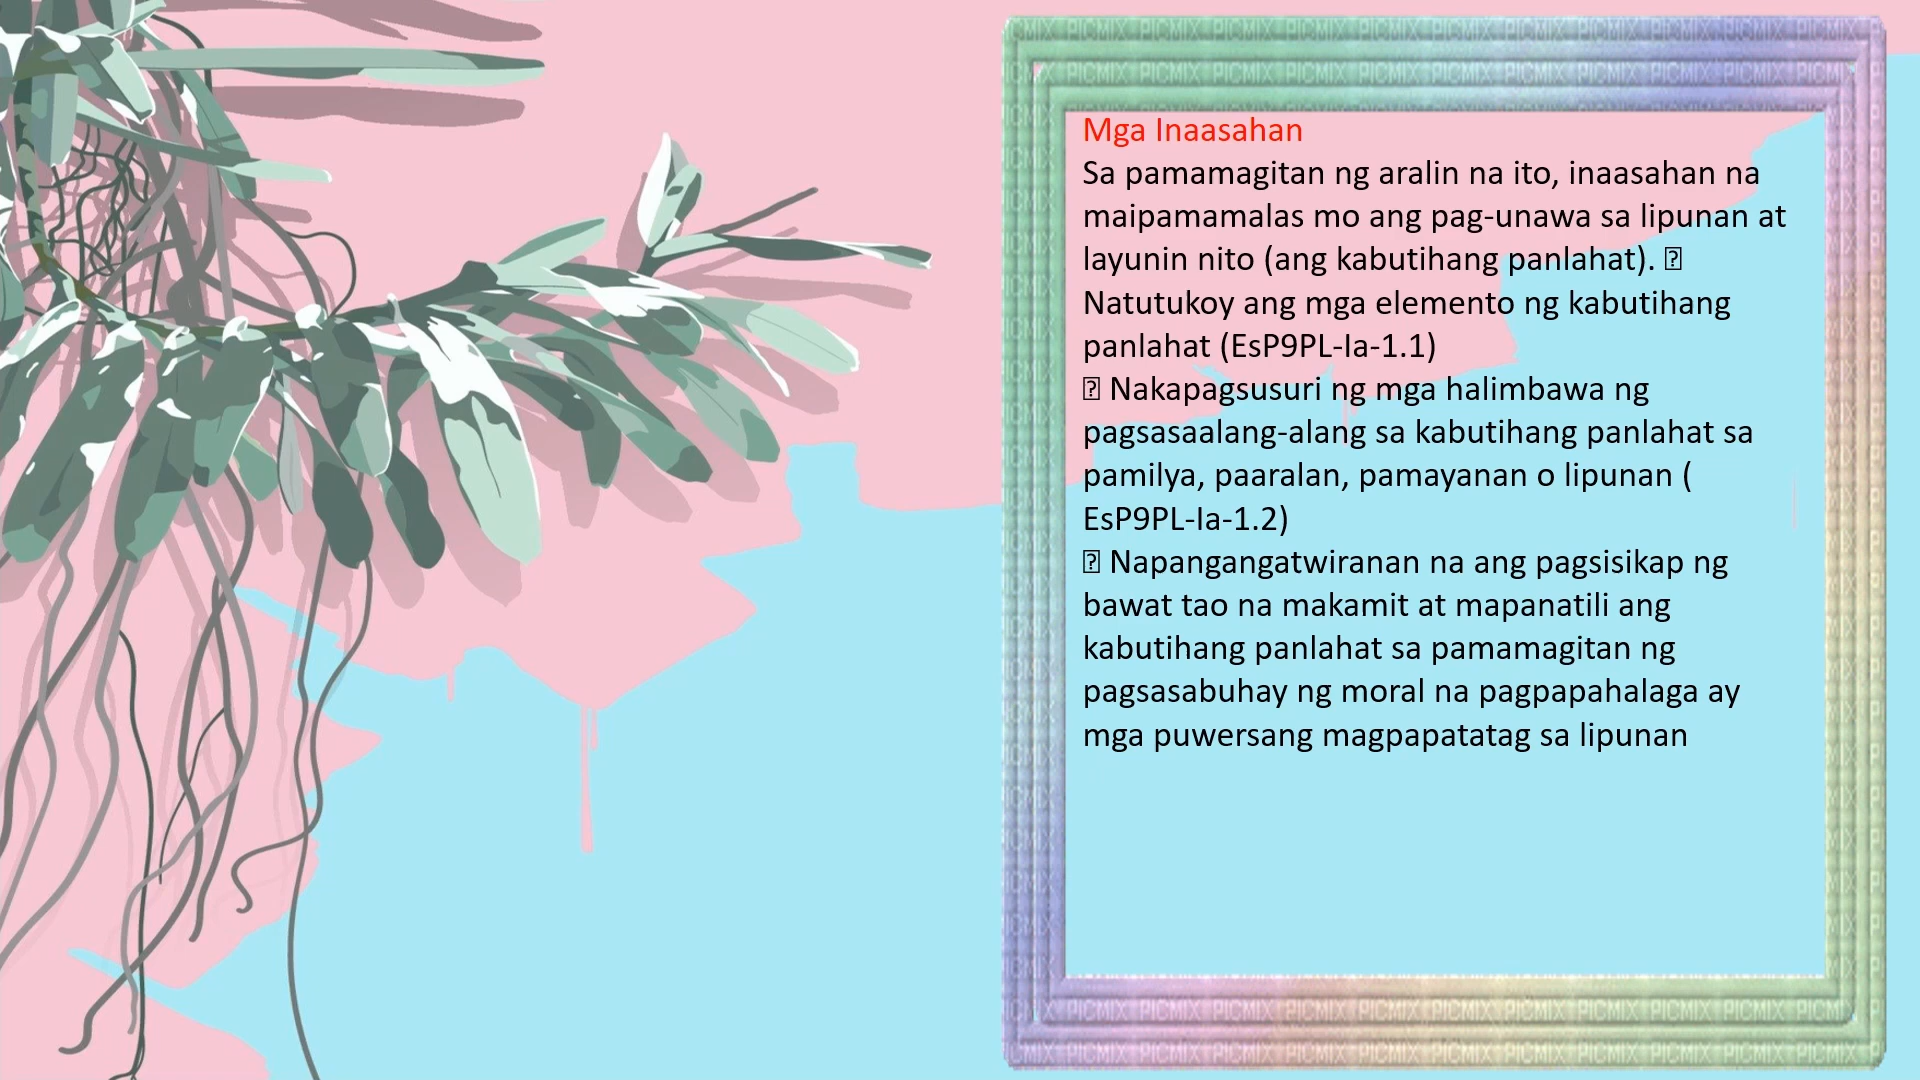 Mga Inaasahan
Sa pamamagitan ng aralin na ito, inaasahan na
maipamamalas mo ang pag-unawa sa lipunan at
layunin nito (ang kabutihang panlahat). 
Natutukoy ang mga elemento ng kabutihang
panlahat (EsP9PL-Ia-1.1)
 Nakapagsusuri ng mga halimbawa ng
pagsasaalang-alang sa kabutihang panlahat sa
pamilya, paaralan, pamayanan o lipunan (
EsP9PL-Ia-1.2)
 Napangangatwiranan na ang pagsisikap ng
bawat tao na makamit at mapanatili ang
kabutihang panlahat sa pamamagitan ng
pagsasabuhay ng moral na pagpapahalaga ay
mga puwersang magpapatatag sa lipunan